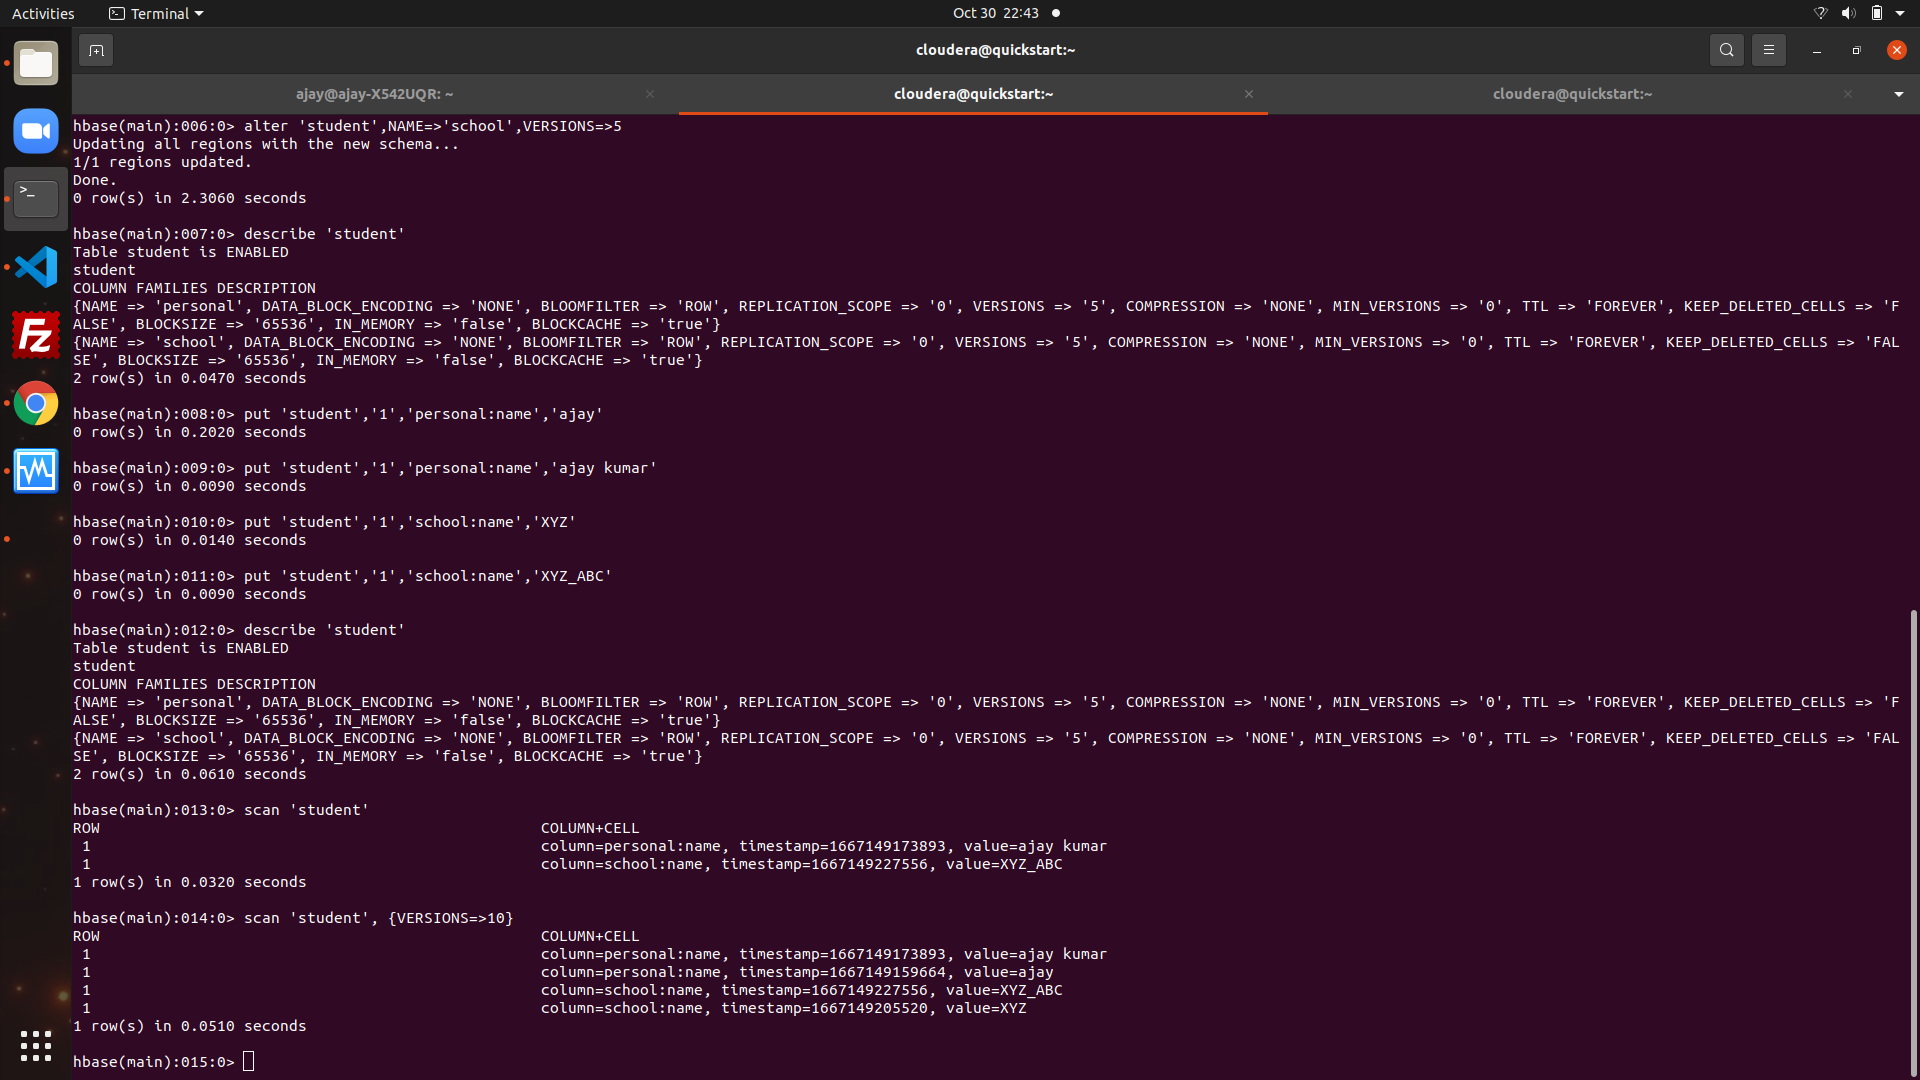 Activities Terminal Oct 30 22:43
cloudera@quickstart:~
ajay@ajay-X542UQR: ~ cloudera@quickstart:~ cloudera@quickstart:~
hbase(main):006:0> alter 'student',NAME=>'school',VERSIONS=>5
Updating all regions with the new schema...
1/1 regions updated.
Done.
0 row(s) in 2.3060 seconds
hbase(main):007:0> describe 'student'
Table student is ENABLED
student
COLUMN FAMILIES DESCRIPTION
{NAME => 'personal', DATA_BLOCK_ENCODING => 'NONE', BLOOMFILTER => 'ROW', REPLICATION_SCOPE => '0', VERSIONS => '5', COMPRESSION => 'NONE', MIN_VERSIONS => '0', TTL => 'FOREVER', KEEP_DELETED_CELLS => 'F
ALSE', BLOCKSIZE => '65536', IN_MEMORY => 'false', BLOCKCACHE => 'true'}
{NAME => 'school', DATA_BLOCK_ENCODING => 'NONE', BLOOMFILTER => 'ROW', REPLICATION_SCOPE => '0', VERSIONS => '5', COMPRESSION => 'NONE', MIN_VERSIONS => '0', TTL => 'FOREVER', KEEP_DELETED_CELLS => 'FAL
SE', BLOCKSIZE => '65536', IN_MEMORY => 'false', BLOCKCACHE => 'true'}
2 row(s) in 0.0470 seconds
hbase(main):008:0> put 'student','1','personal:name','ajay'
0 row(s) in 0.2020 seconds
hbase(main):009:0> put 'student','1','personal:name','ajay kumar'
0 row(s) in 0.0090 seconds
hbase(main):010:0> put 'student','1','school:name','XYZ'
0 row(s) in 0.0140 seconds
hbase(main):011:0> put 'student','1','school:name','XYZ_ABC'
0 row(s) in 0.0090 seconds
hbase(main):012:0> describe 'student'
Table student is ENABLED
student
COLUMN FAMILIES DESCRIPTION
{NAME => 'personal', DATA_BLOCK_ENCODING => 'NONE', BLOOMFILTER => 'ROW', REPLICATION_SCOPE => '0', VERSIONS => '5', COMPRESSION => 'NONE', MIN_VERSIONS => '0', TTL => 'FOREVER', KEEP_DELETED_CELLS => 'F
ALSE', BLOCKSIZE => '65536', IN_MEMORY => 'false', BLOCKCACHE => 'true'}
{NAME => 'school', DATA_BLOCK_ENCODING => 'NONE', BLOOMFILTER => 'ROW', REPLICATION_SCOPE => '0', VERSIONS => '5', COMPRESSION => 'NONE', MIN_VERSIONS => '0', TTL => 'FOREVER', KEEP_DELETED_CELLS => 'FAL
SE', BLOCKSIZE => '65536', IN_MEMORY => 'false', BLOCKCACHE => 'true'}
2 row(s) in 0.0610 seconds
hbase(main):013:0> scan 'student'
ROW COLUMN+CELL
1 column=personal:name, timestamp=1667149173893, value=ajay kumar
1 column=school:name, timestamp=1667149227556, value=XYZ_ABC
1 row(s) in 0.0320 seconds
hbase(main):014:0> scan 'student', {VERSIONS=>10}
ROW COLUMN+CELL
1 column=personal:name, timestamp=1667149173893, value=ajay kumar
1 column=personal:name, timestamp=1667149159664, value=ajay
1 column=school:name, timestamp=1667149227556, value=XYZ_ABC
1 column=school:name, timestamp=1667149205520, value=XYZ
1 row(s) in 0.0510 seconds
hbase(main):015:0>